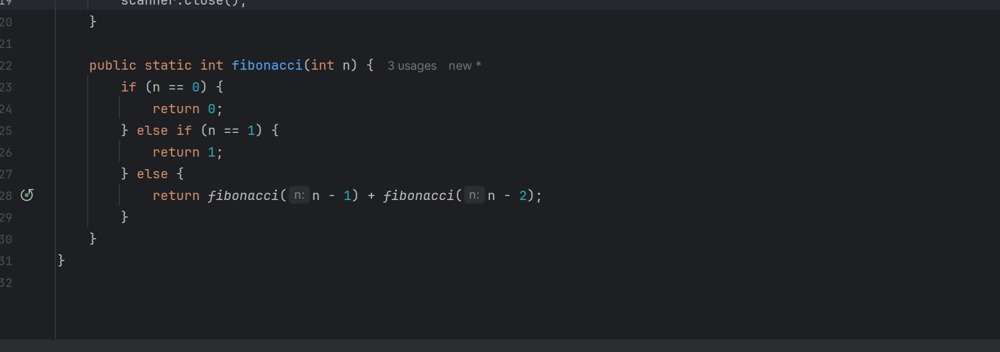 19 scanner.close();
20 }
21
22 public static int fibonacci(int n) { 3 usages new *
23 if (n == 0) {
24 return 0;
25 } else if (n == 1) {
26 return 1;
27 } else {
28 return fibonacci( n: n - 1) + fibonacci( n: n - 2);
29 }
30 }
31 }
32